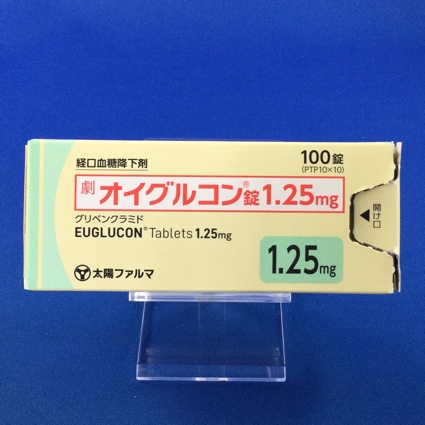 経口血糖降下剤
100錠
(PTP10×10)
劇 オイグルコン®錠1.25mg
グリベンクラミド
EUGLUCON® Tablets 1.25mg
1.25mg
太陽ファルマ
開け口